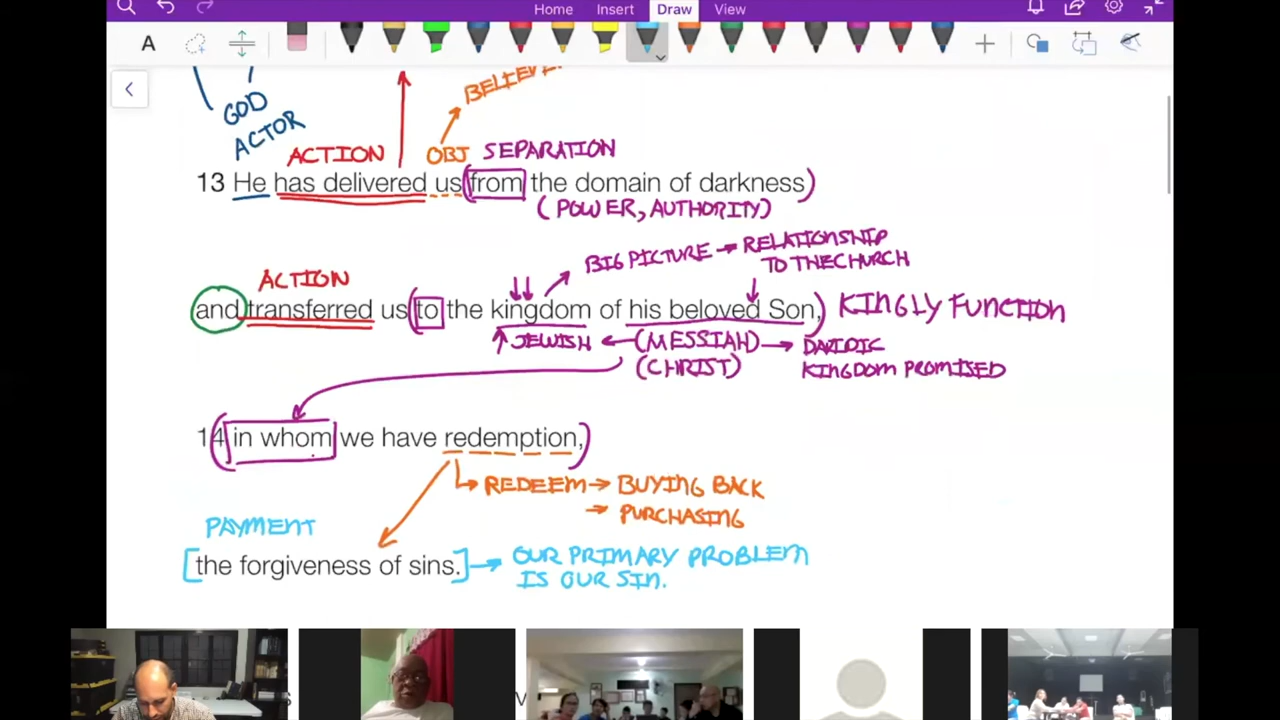 Home Insert Draw View
A
BELIEVE
GOD
ACTOR
ACTION OBJ SEPARATION
13 He has delivered us from the domain of darkness)
(POWER, AUTHORITY)
BIG PICTURE → RELATIONSHIP
TO THE CHURCH
ACTION
and transferred us (to the kingdom of his beloved Son,) KINGLY FUNCTION
↑ JEWISH ← (MESSIAH) → DAVIDIC
(CHRIST) KINGDOM PROMISED
14 (in whom we have redemption,)
REDEEM → BUYING BACK
→ PURCHASING
PAYMENT
[the forgiveness of sins.] → OUR PRIMARY PROBLEM
IS OUR SIN.